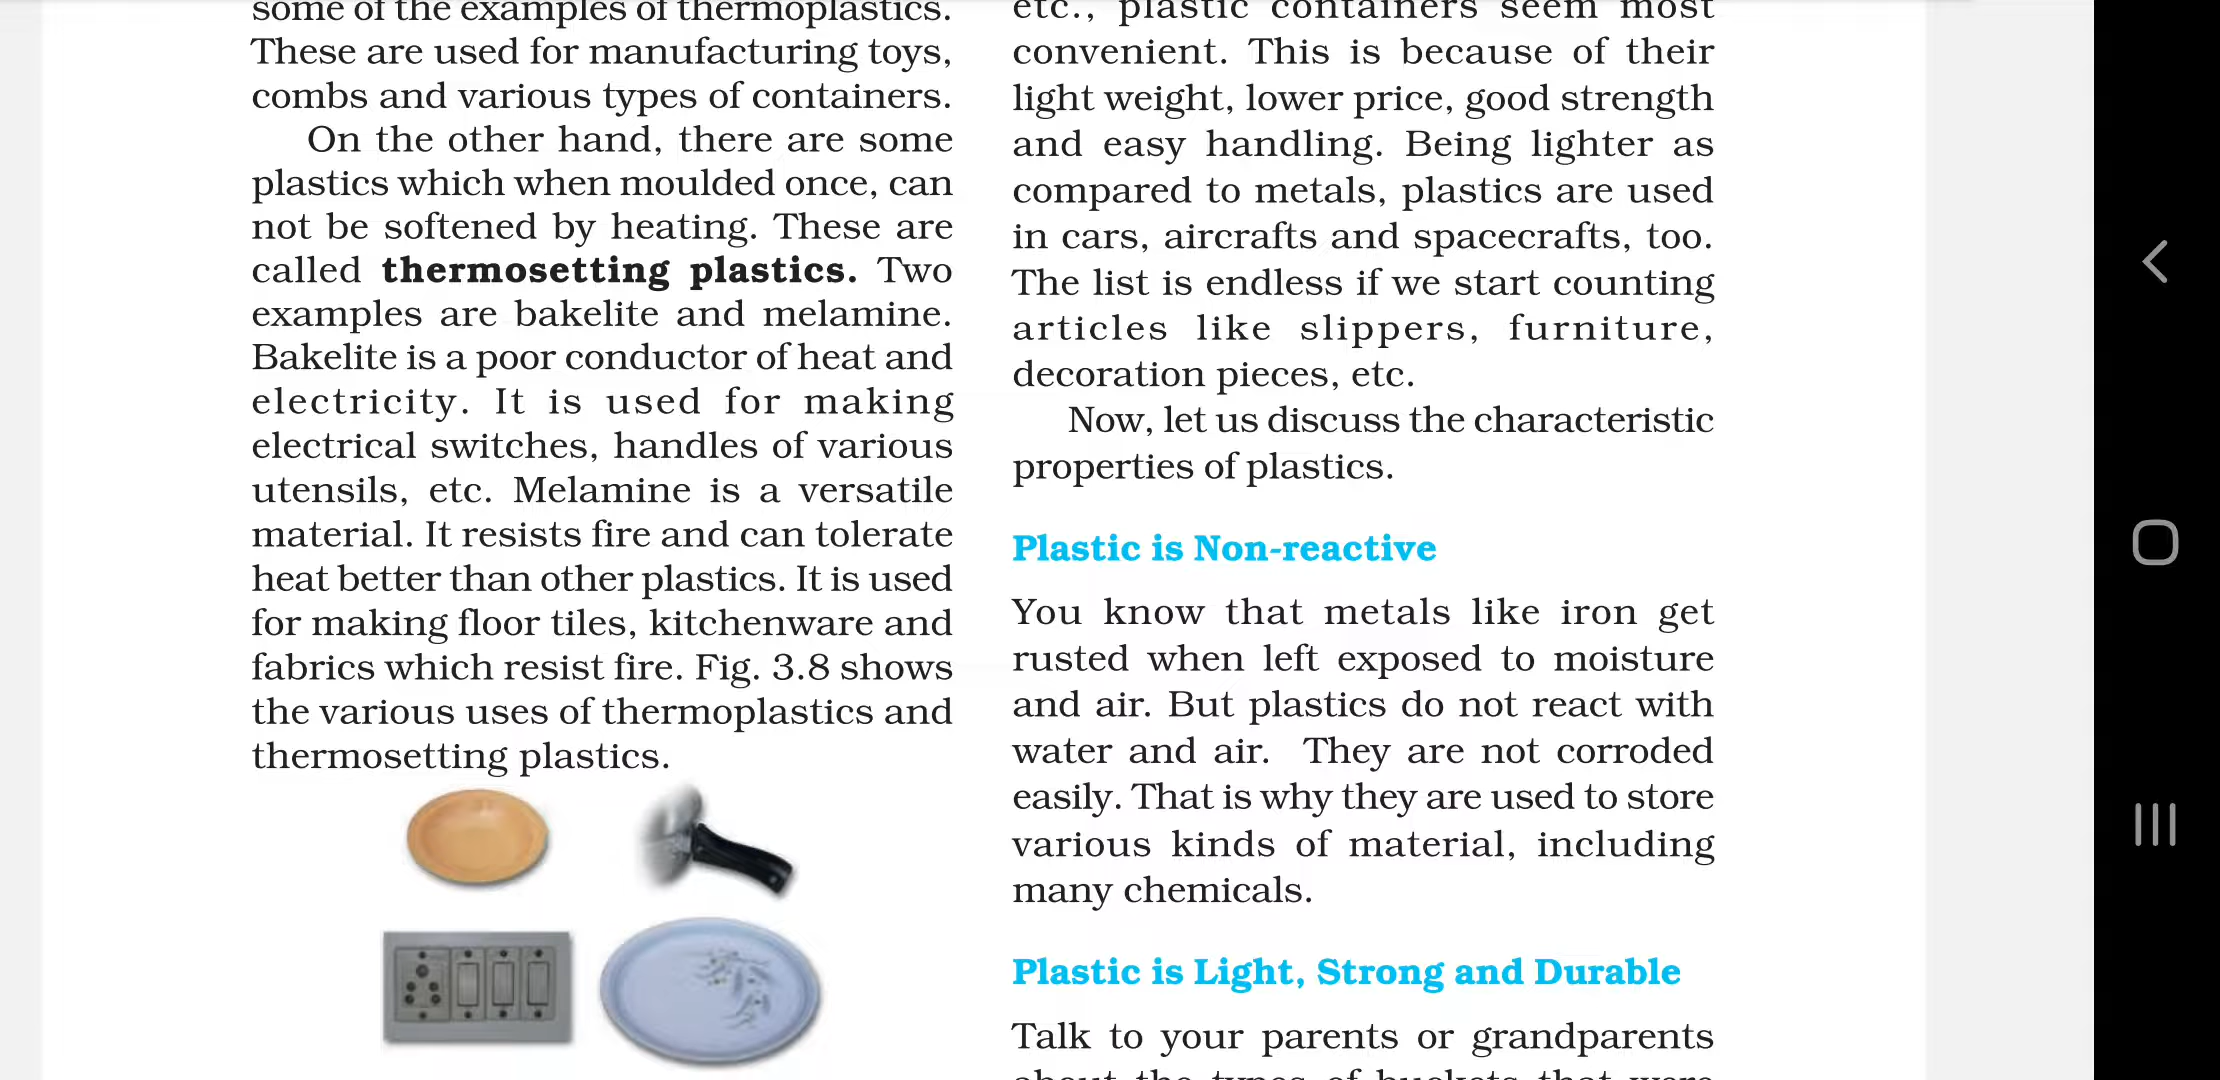 some of the examples of thermoplastics.
These are used for manufacturing toys,
combs and various types of containers.
On the other hand, there are some
plastics which when moulded once, can
not be softened by heating. These are
called thermosetting plastics. Two
examples are bakelite and melamine.
Bakelite is a poor conductor of heat and
electricity. It is used for making
electrical switches, handles of various
utensils, etc. Melamine is a versatile
material. It resists fire and can tolerate
heat better than other plastics. It is used
for making floor tiles, kitchenware and
fabrics which resist fire. Fig. 3.8 shows
the various uses of thermoplastics and
thermosetting plastics.
etc., plastic containers seem most
convenient. This is because of their
light weight, lower price, good strength
and easy handling. Being lighter as
compared to metals, plastics are used
in cars, aircrafts and spacecrafts, too.
The list is endless if we start counting
articles like slippers, furniture,
decoration pieces, etc.
Now, let us discuss the characteristic
properties of plastics.
Plastic is Non-reactive
You know that metals like iron get
rusted when left exposed to moisture
and air. But plastics do not react with
water and air. They are not corroded
easily. That is why they are used to store
various kinds of material, including
many chemicals.
Plastic is Light, Strong and Durable
Talk to your parents or grandparents
about the types of buckets that were